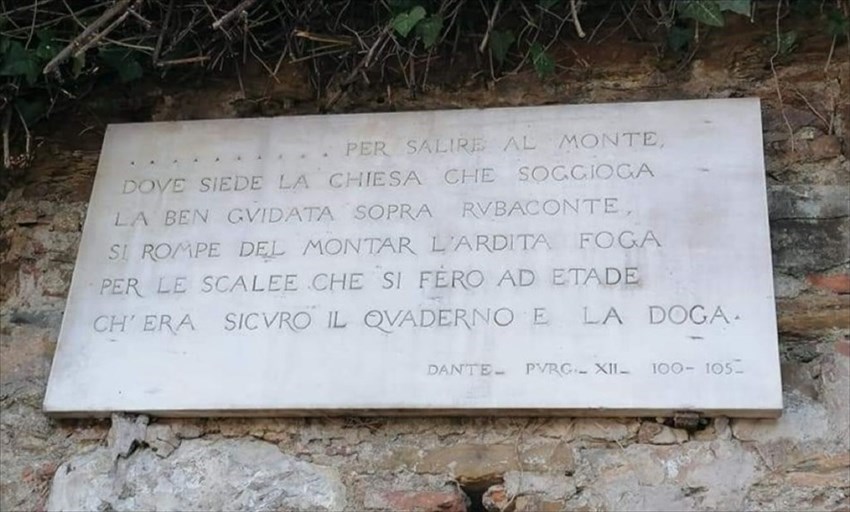 . . . . . . . . . . PER SALIRE AL MONTE,
DOVE SIEDE LA CHIESA CHE SOGGIOGA
LA BEN GVIDATA SOPRA RVBACONTE,
SI ROMPE DEL MONTAR L'ARDITA FOGA
PER LE SCALEE CHE SI FÈRO AD ETADE
CH'ERA SICVRO IL QVADERNO E LA DOGA.
DANTE- PVRG.- XII- 100-105-